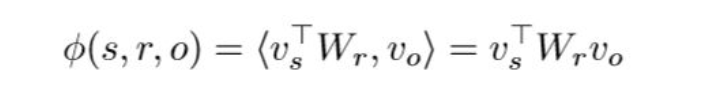 ϕ(s, r, o) = ⟨v_s^⊤ W_r, v_o⟩ = v_s^⊤ W_r v_o